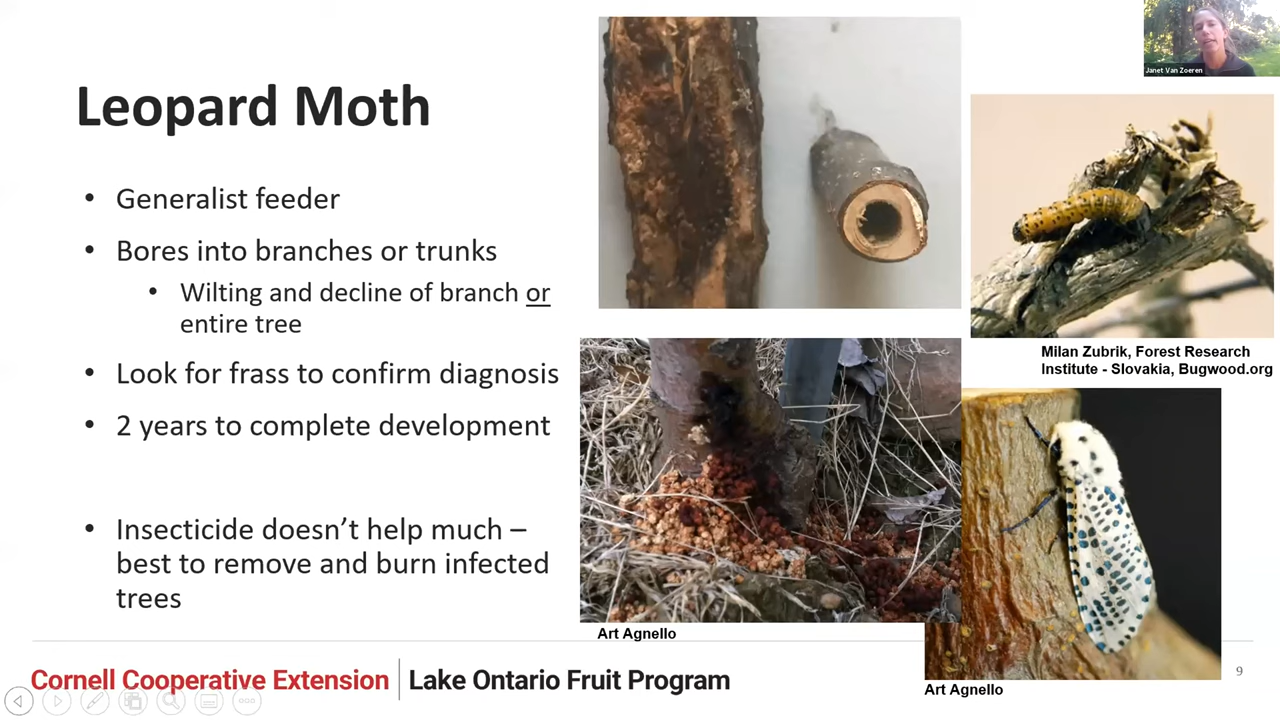 Janet Van Zoeren
Leopard Moth
• Generalist feeder
• Bores into branches or trunks
• Wilting and decline of branch or
entire tree
• Look for frass to confirm diagnosis
• 2 years to complete development
• Insecticide doesn’t help much –
best to remove and burn infected
trees
Milan Zubrik, Forest Research
Institute - Slovakia, Bugwood.org
Art Agnello
Art Agnello
Cornell Cooperative Extension | Lake Ontario Fruit Program
9